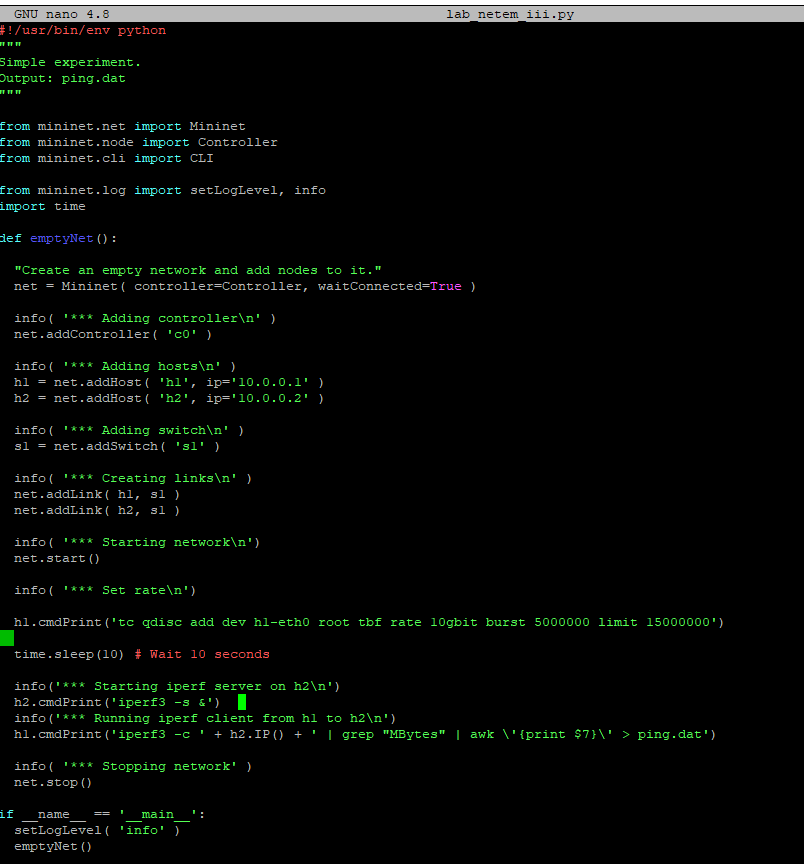 GNU nano 4.8 lab_netem_iii.py
#!/usr/bin/env python
"""
Simple experiment.
Output: ping.dat
"""
from mininet.net import Mininet
from mininet.node import Controller
from mininet.cli import CLI
from mininet.log import setLogLevel, info
import time
def emptyNet():
"Create an empty network and add nodes to it."
net = Mininet( controller=Controller, waitConnected=True )
info( '*** Adding controller\n' )
net.addController( 'c0' )
info( '*** Adding hosts\n' )
h1 = net.addHost( 'h1', ip='10.0.0.1' )
h2 = net.addHost( 'h2', ip='10.0.0.2' )
info( '*** Adding switch\n' )
s1 = net.addSwitch( 's1' )
info( '*** Creating links\n' )
net.addLink( h1, s1 )
net.addLink( h2, s1 )
info( '*** Starting network\n')
net.start()
info( '*** Set rate\n')
h1.cmdPrint('tc qdisc add dev h1-eth0 root tbf rate 10gbit burst 5000000 limit 15000000')
time.sleep(10) # Wait 10 seconds
info('*** Starting iperf server on h2\n')
h2.cmdPrint('iperf3 -s &')
info('*** Running iperf client from h1 to h2\n')
h1.cmdPrint('iperf3 -c ' + h2.IP() + ' | grep "MBytes" | awk \'{print $7}\' > ping.dat')
info( '*** Stopping network' )
net.stop()
if __name__ == '__main__':
setLogLevel( 'info' )
emptyNet()